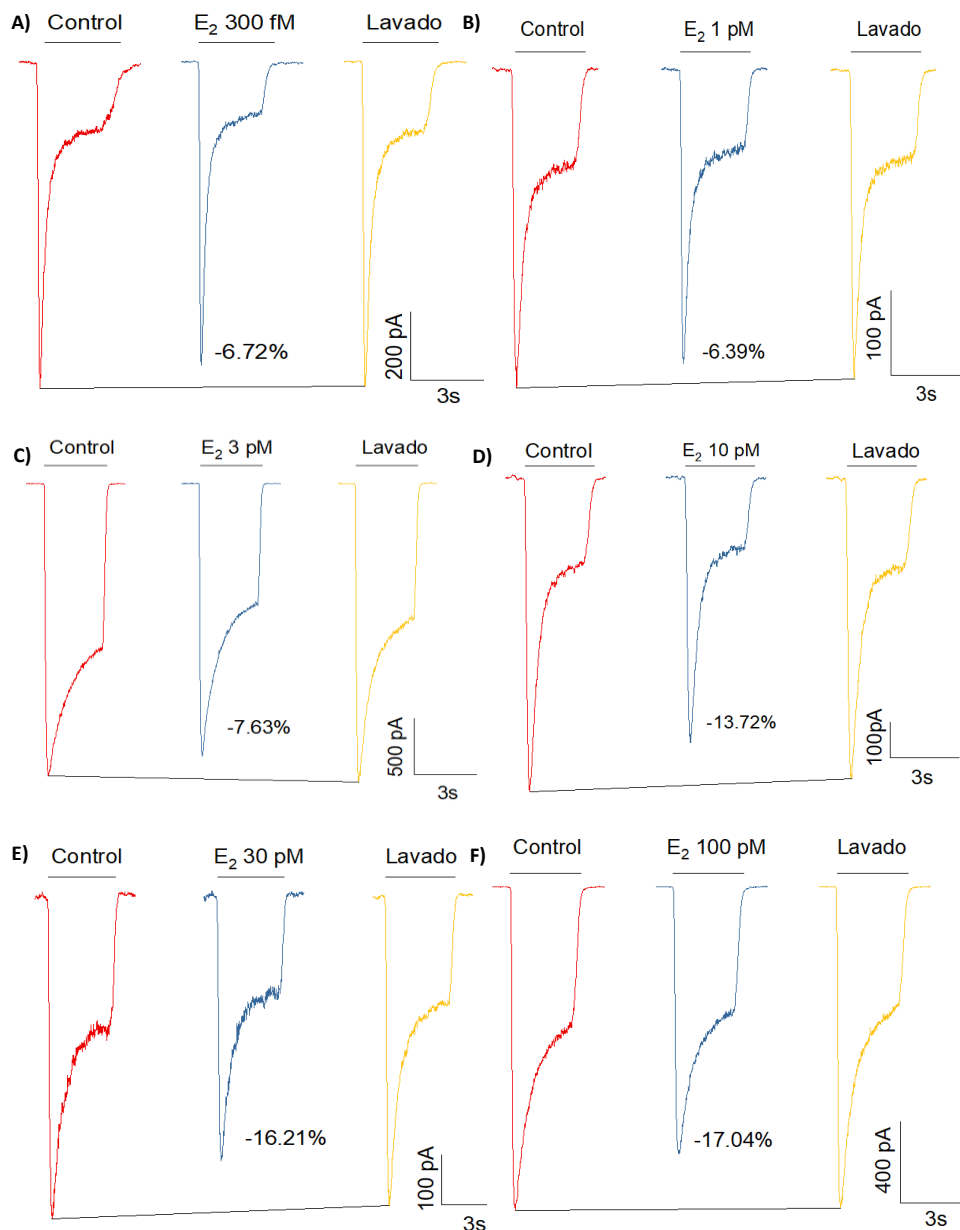 A)
Control E₂ 300 fM Lavado
-6.72%
200 pA
3s
B)
Control E₂ 1 pM Lavado
-6.39%
100 pA
3s
C)
Control E₂ 3 pM Lavado
-7.63%
500 pA
3s
D)
Control E₂ 10 pM Lavado
-13.72%
100pA
3s
E)
Control E₂ 30 pM Lavado
-16.21%
100 pA
3s
F)
Control E₂ 100 pM Lavado
-17.04%
400 pA
3s